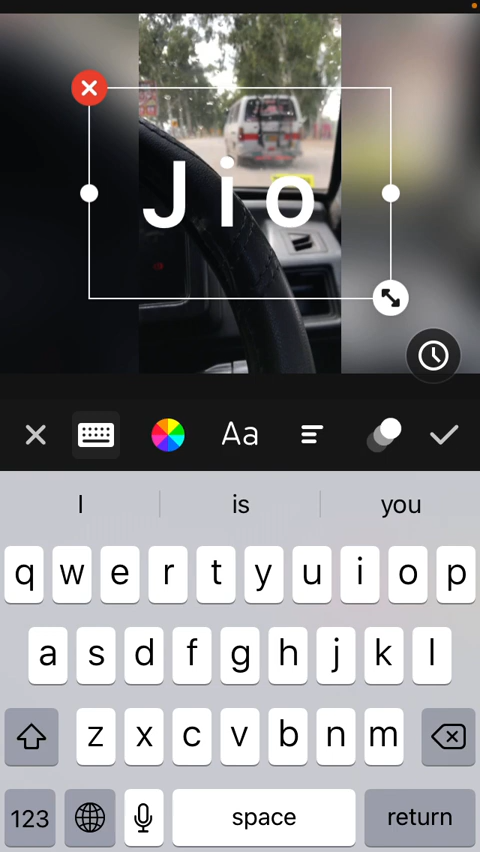 Jio
Aa
I is you
q w e r t y u i o p
a s d f g h j k l
z x c v b n m
123 space return